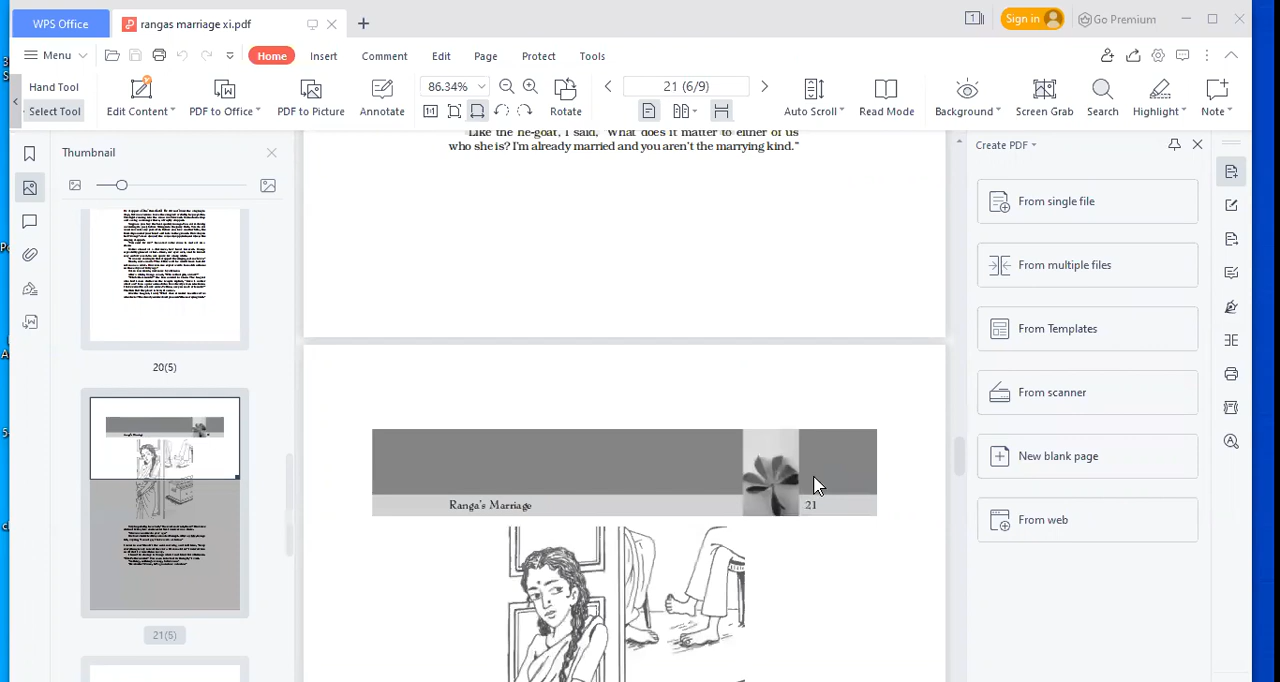 WPS Office
rangas marriage xi.pdf
Sign in
Go Premium
Menu
Home
Insert
Comment
Edit
Page
Protect
Tools
Hand Tool
Select Tool
Edit Content
PDF to Office
PDF to Picture
Annotate
86.34%
Rotate
21 (6/9)
Auto Scroll
Read Mode
Background
Screen Grab
Search
Highlight
Note
Thumbnail
20(5)
21(5)
Like the he-goat, I said, "What does it matter to either of us
who she is? I'm already married and you aren't the marrying kind."
Ranga's Marriage
21
Create PDF
From single file
From multiple files
From Templates
From scanner
New blank page
From web